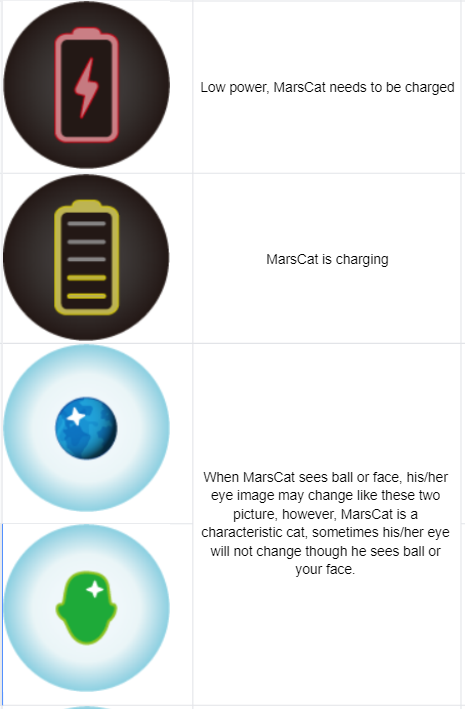 Low power, MarsCat needs to be charged
MarsCat is charging
When MarsCat sees ball or face, his/her
eye image may change like these two
picture, however, MarsCat is a
characteristic cat, sometimes his/her eye
will not change though he sees ball or
your face.